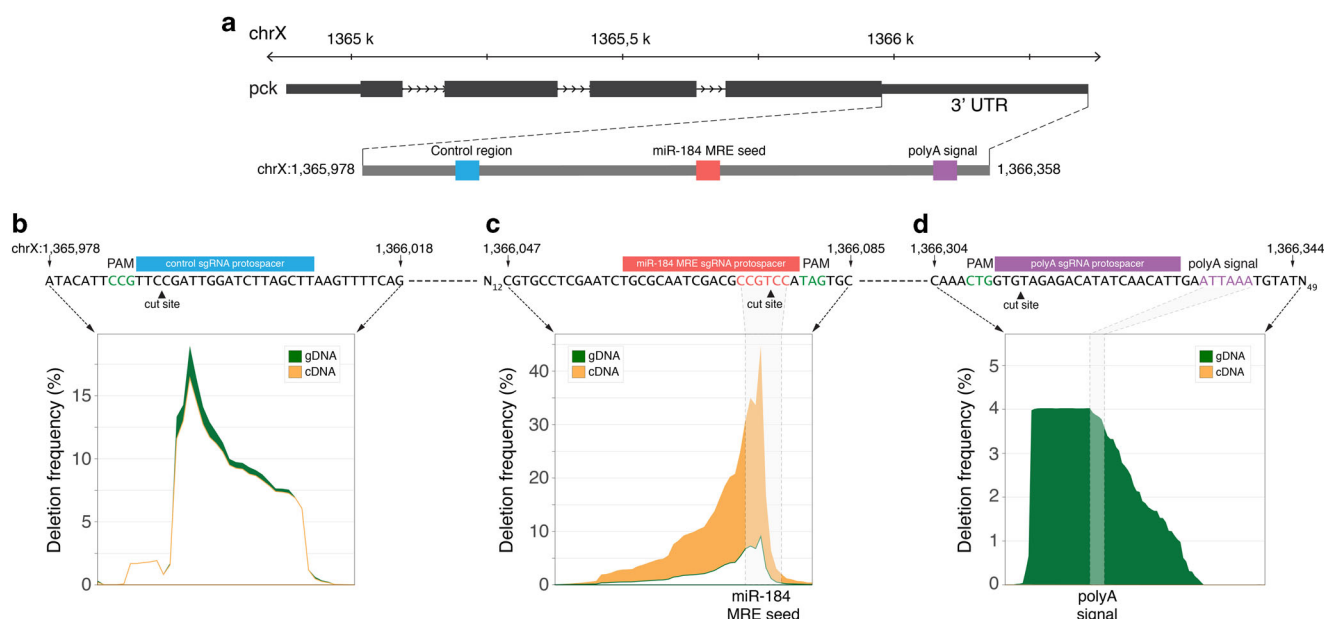 a
chrX
1365 k
1365,5 k
1366 k
pck
3' UTR
Control region
miR-184 MRE seed
polyA signal
chrX:1,365,978
1,366,358
b
chrX:1,365,978
1,366,018
PAM
control sgRNA protospacer
ATACATTCCGTTCCGATTGGATCTTAGCTTAAGTTTTCAG
cut site
gDNA
cDNA
Deletion frequency (%)
15
10
5
0
c
1,366,047
1,366,085
miR-184 MRE sgRNA protospacer
PAM
N12CGTGCCTCGAATCTGCGCAATCGACGCCGTCCATAGTGC
cut site
gDNA
cDNA
Deletion frequency (%)
40
30
20
10
0
miR-184
MRE seed
d
1,366,304
1,366,344
PAM
polyA sgRNA protospacer
polyA signal
CAAACTGGTGTAGAGACATATCAACATTGAATTAAATGTATN49
cut site
gDNA
cDNA
Deletion frequency (%)
5
4
3
2
1
0
polyA
signal